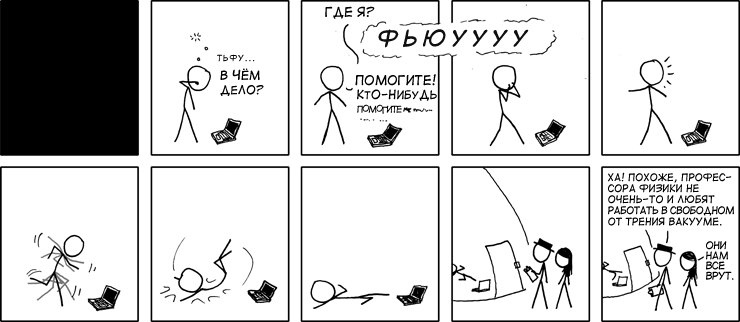 ТЬФУ...
В ЧЁМ
ДЕЛО?
ГДЕ Я?
ФЬЮУУУУ
ПОМОГИТЕ!
КТО-НИБУДЬ
ПОМОГИТЕ
ХА! ПОХОЖЕ, ПРОФЕС-
СОРА ФИЗИКИ НЕ
ОЧЕНЬ-ТО И ЛЮБЯТ
РАБОТАТЬ В СВОБОДНОМ
ОТ ТРЕНИЯ ВАКУУМЕ.
ОНИ
НАМ
ВСЕ
ВРУТ.